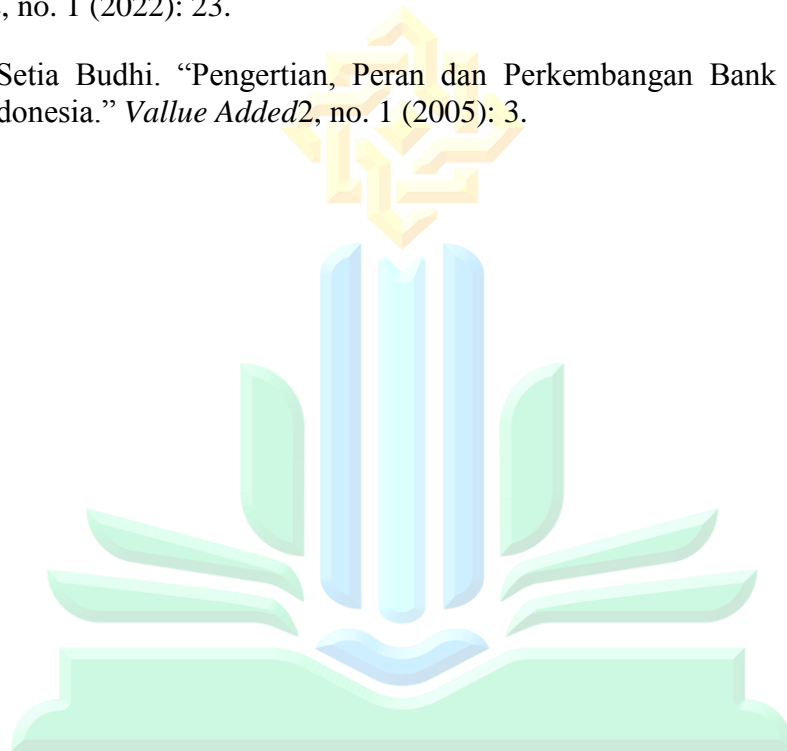 , no. 1 (2022): 23.
Setia Budhi. “Pengertian, Peran dan Perkembangan Bank
donesia.” Vallue Added2, no. 1 (2005): 3.